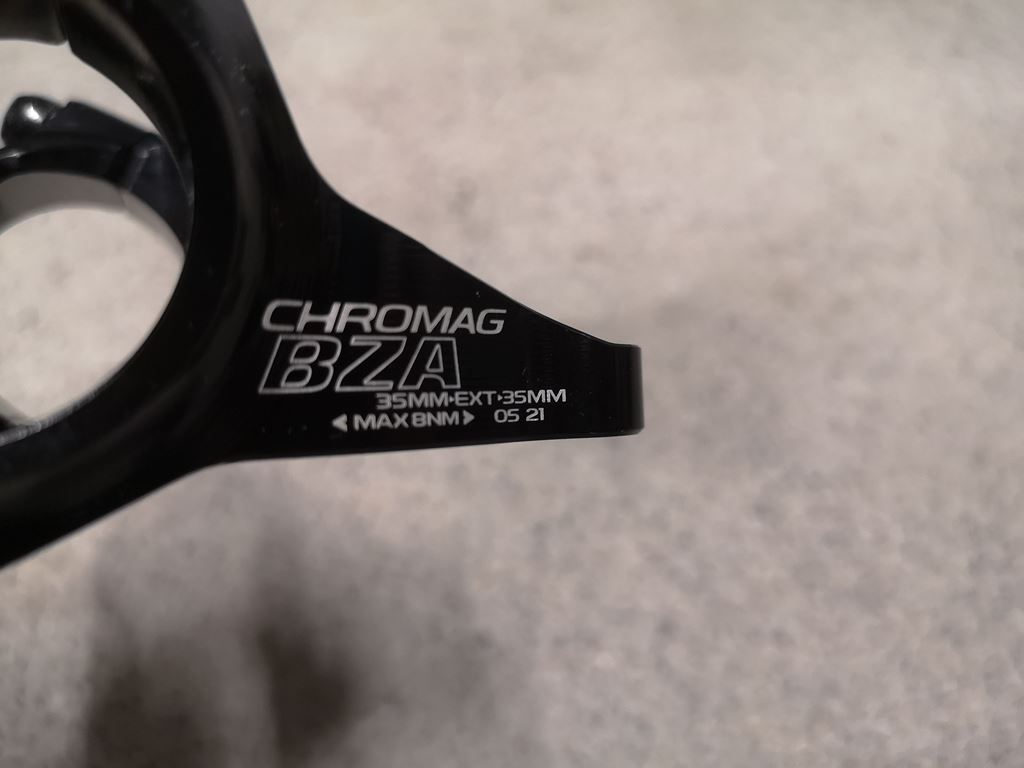 CHROMAG
BZA
35MM•EXT•35MM
<MAX 8NM> 05 21